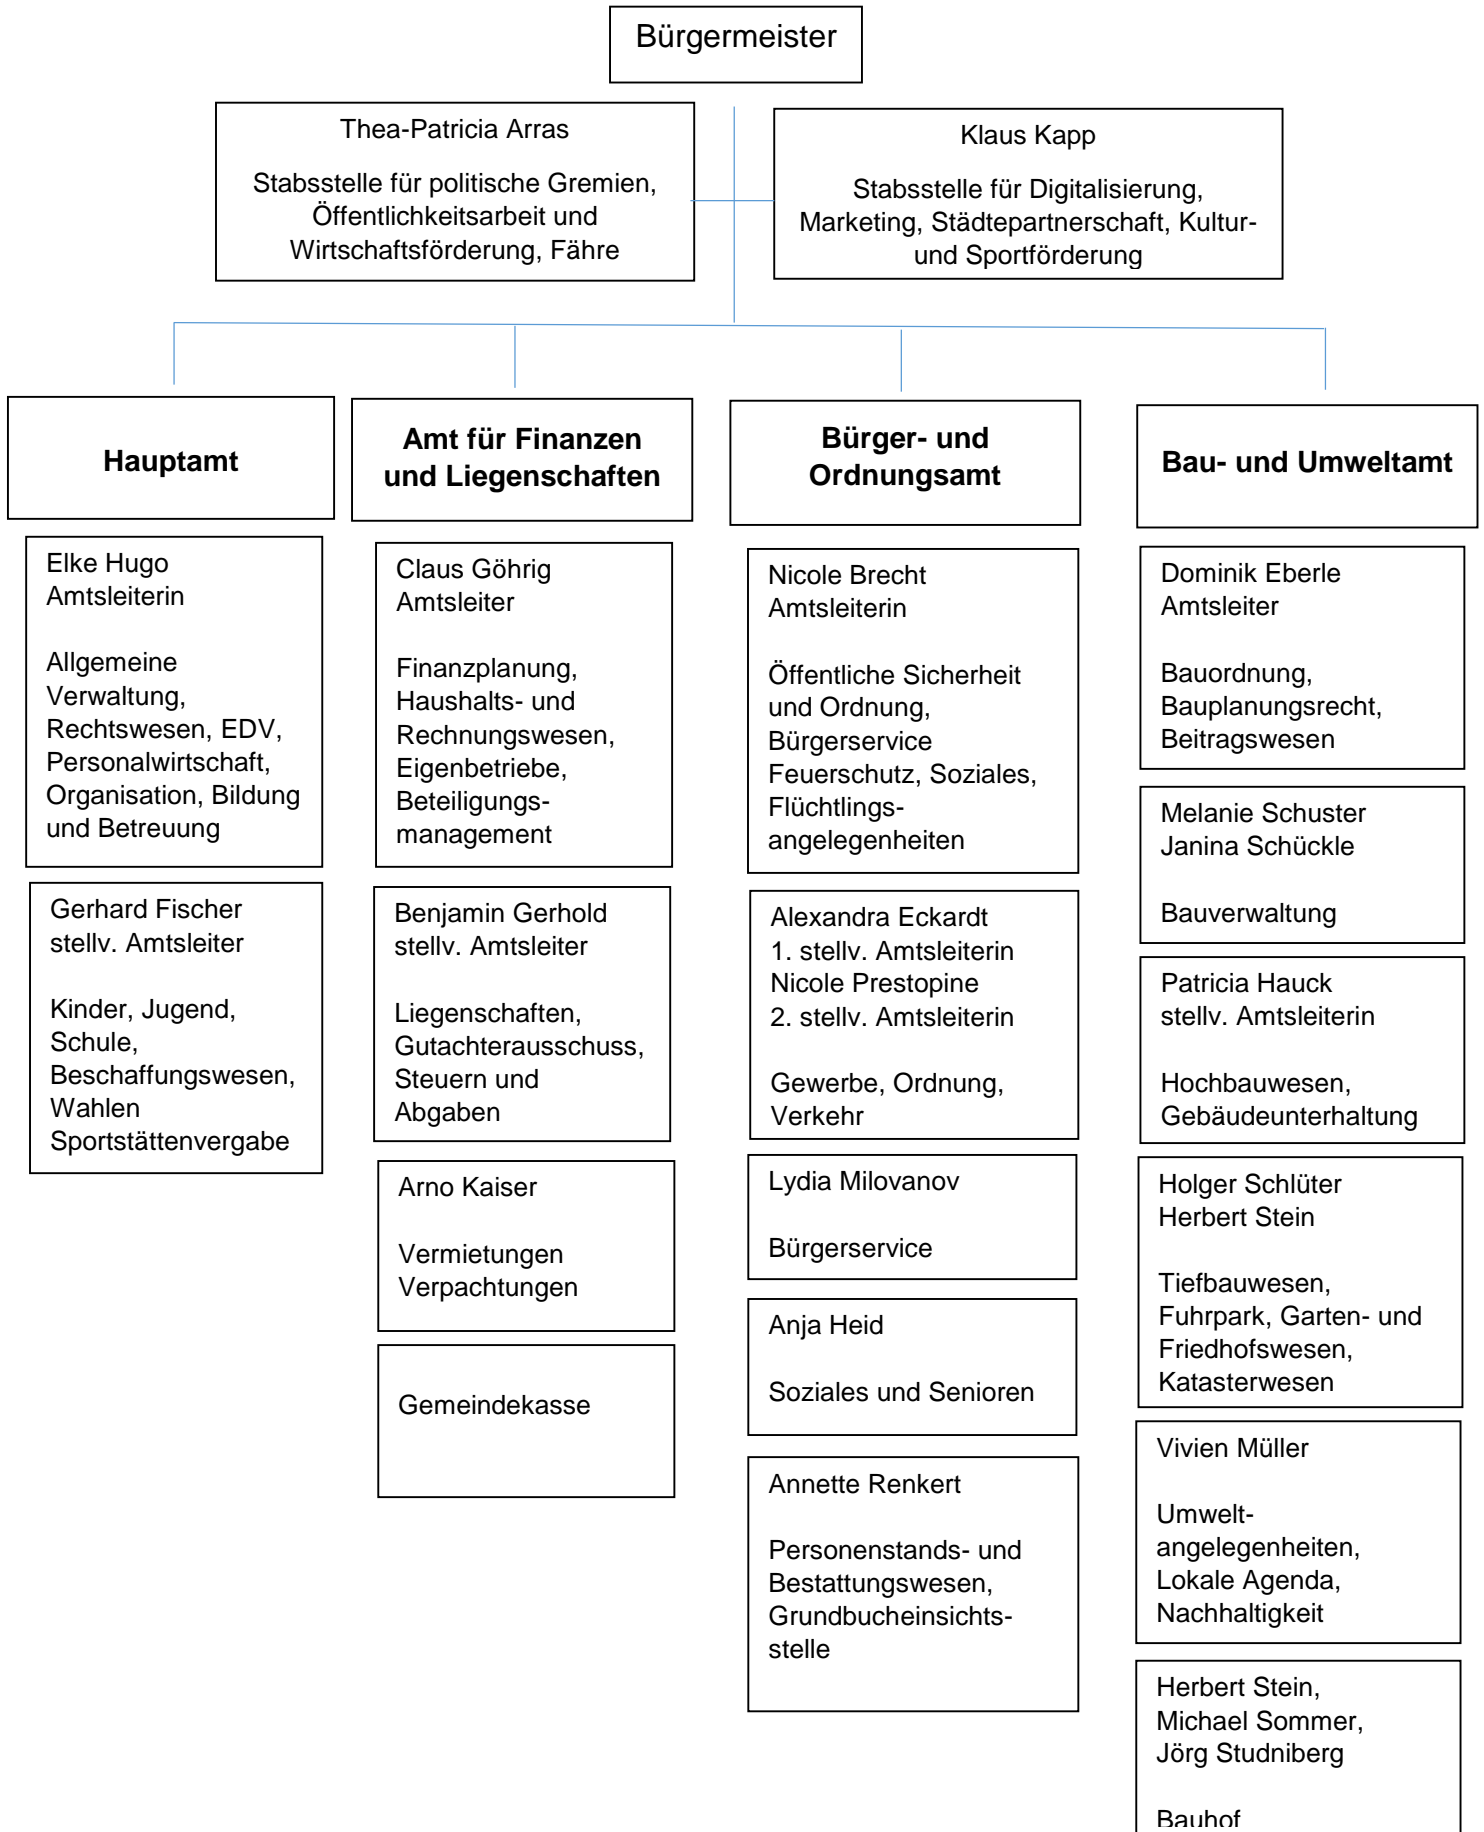 Bürgermeister
Thea-Patricia Arras
Stabsstelle für politische Gremien,
Öffentlichkeitsarbeit und
Wirtschaftsförderung, Fähre
Klaus Kapp
Stabsstelle für Digitalisierung,
Marketing, Städtepartnerschaft, Kultur-
und Sportförderung
Hauptamt
Elke Hugo
Amtsleiterin
Allgemeine
Verwaltung,
Rechtswesen, EDV,
Personalwirtschaft,
Organisation, Bildung
und Betreuung
Gerhard Fischer
stellv. Amtsleiter
Kinder, Jugend,
Schule,
Beschaffungswesen,
Wahlen
Sportstättenvergabe
Amt für Finanzen
und Liegenschaften
Claus Göhrig
Amtsleiter
Finanzplanung,
Haushalts- und
Rechnungswesen,
Eigenbetriebe,
Beteiligungs-
management
Benjamin Gerhold
stellv. Amtsleiter
Liegenschaften,
Gutachterausschuss,
Steuern und
Abgaben
Arno Kaiser
Vermietungen
Verpachtungen
Gemeindekasse
Bürger- und
Ordnungsamt
Nicole Brecht
Amtsleiterin
Öffentliche Sicherheit
und Ordnung,
Bürgerservice
Feuerschutz, Soziales,
Flüchtlings-
angelegenheiten
Alexandra Eckardt
1. stellv. Amtsleiterin
Nicole Prestopine
2. stellv. Amtsleiterin
Gewerbe, Ordnung,
Verkehr
Lydia Milovanov
Bürgerservice
Anja Heid
Soziales und Senioren
Annette Renkert
Personenstands- und
Bestattungswesen,
Grundbucheinsichts-
stelle
Bau- und Umweltamt
Dominik Eberle
Amtsleiter
Bauordnung,
Bauplanungsrecht,
Beitragswesen
Melanie Schuster
Janina Schückle
Bauverwaltung
Patricia Hauck
stellv. Amtsleiterin
Hochbauwesen,
Gebäudeunterhaltung
Holger Schlüter
Herbert Stein
Tiefbauwesen,
Fuhrpark, Garten- und
Friedhofswesen,
Katasterwesen
Vivien Müller
Umwelt-
angelegenheiten,
Lokale Agenda,
Nachhaltigkeit
Herbert Stein,
Michael Sommer,
Jörg Studniberg
Bauhof